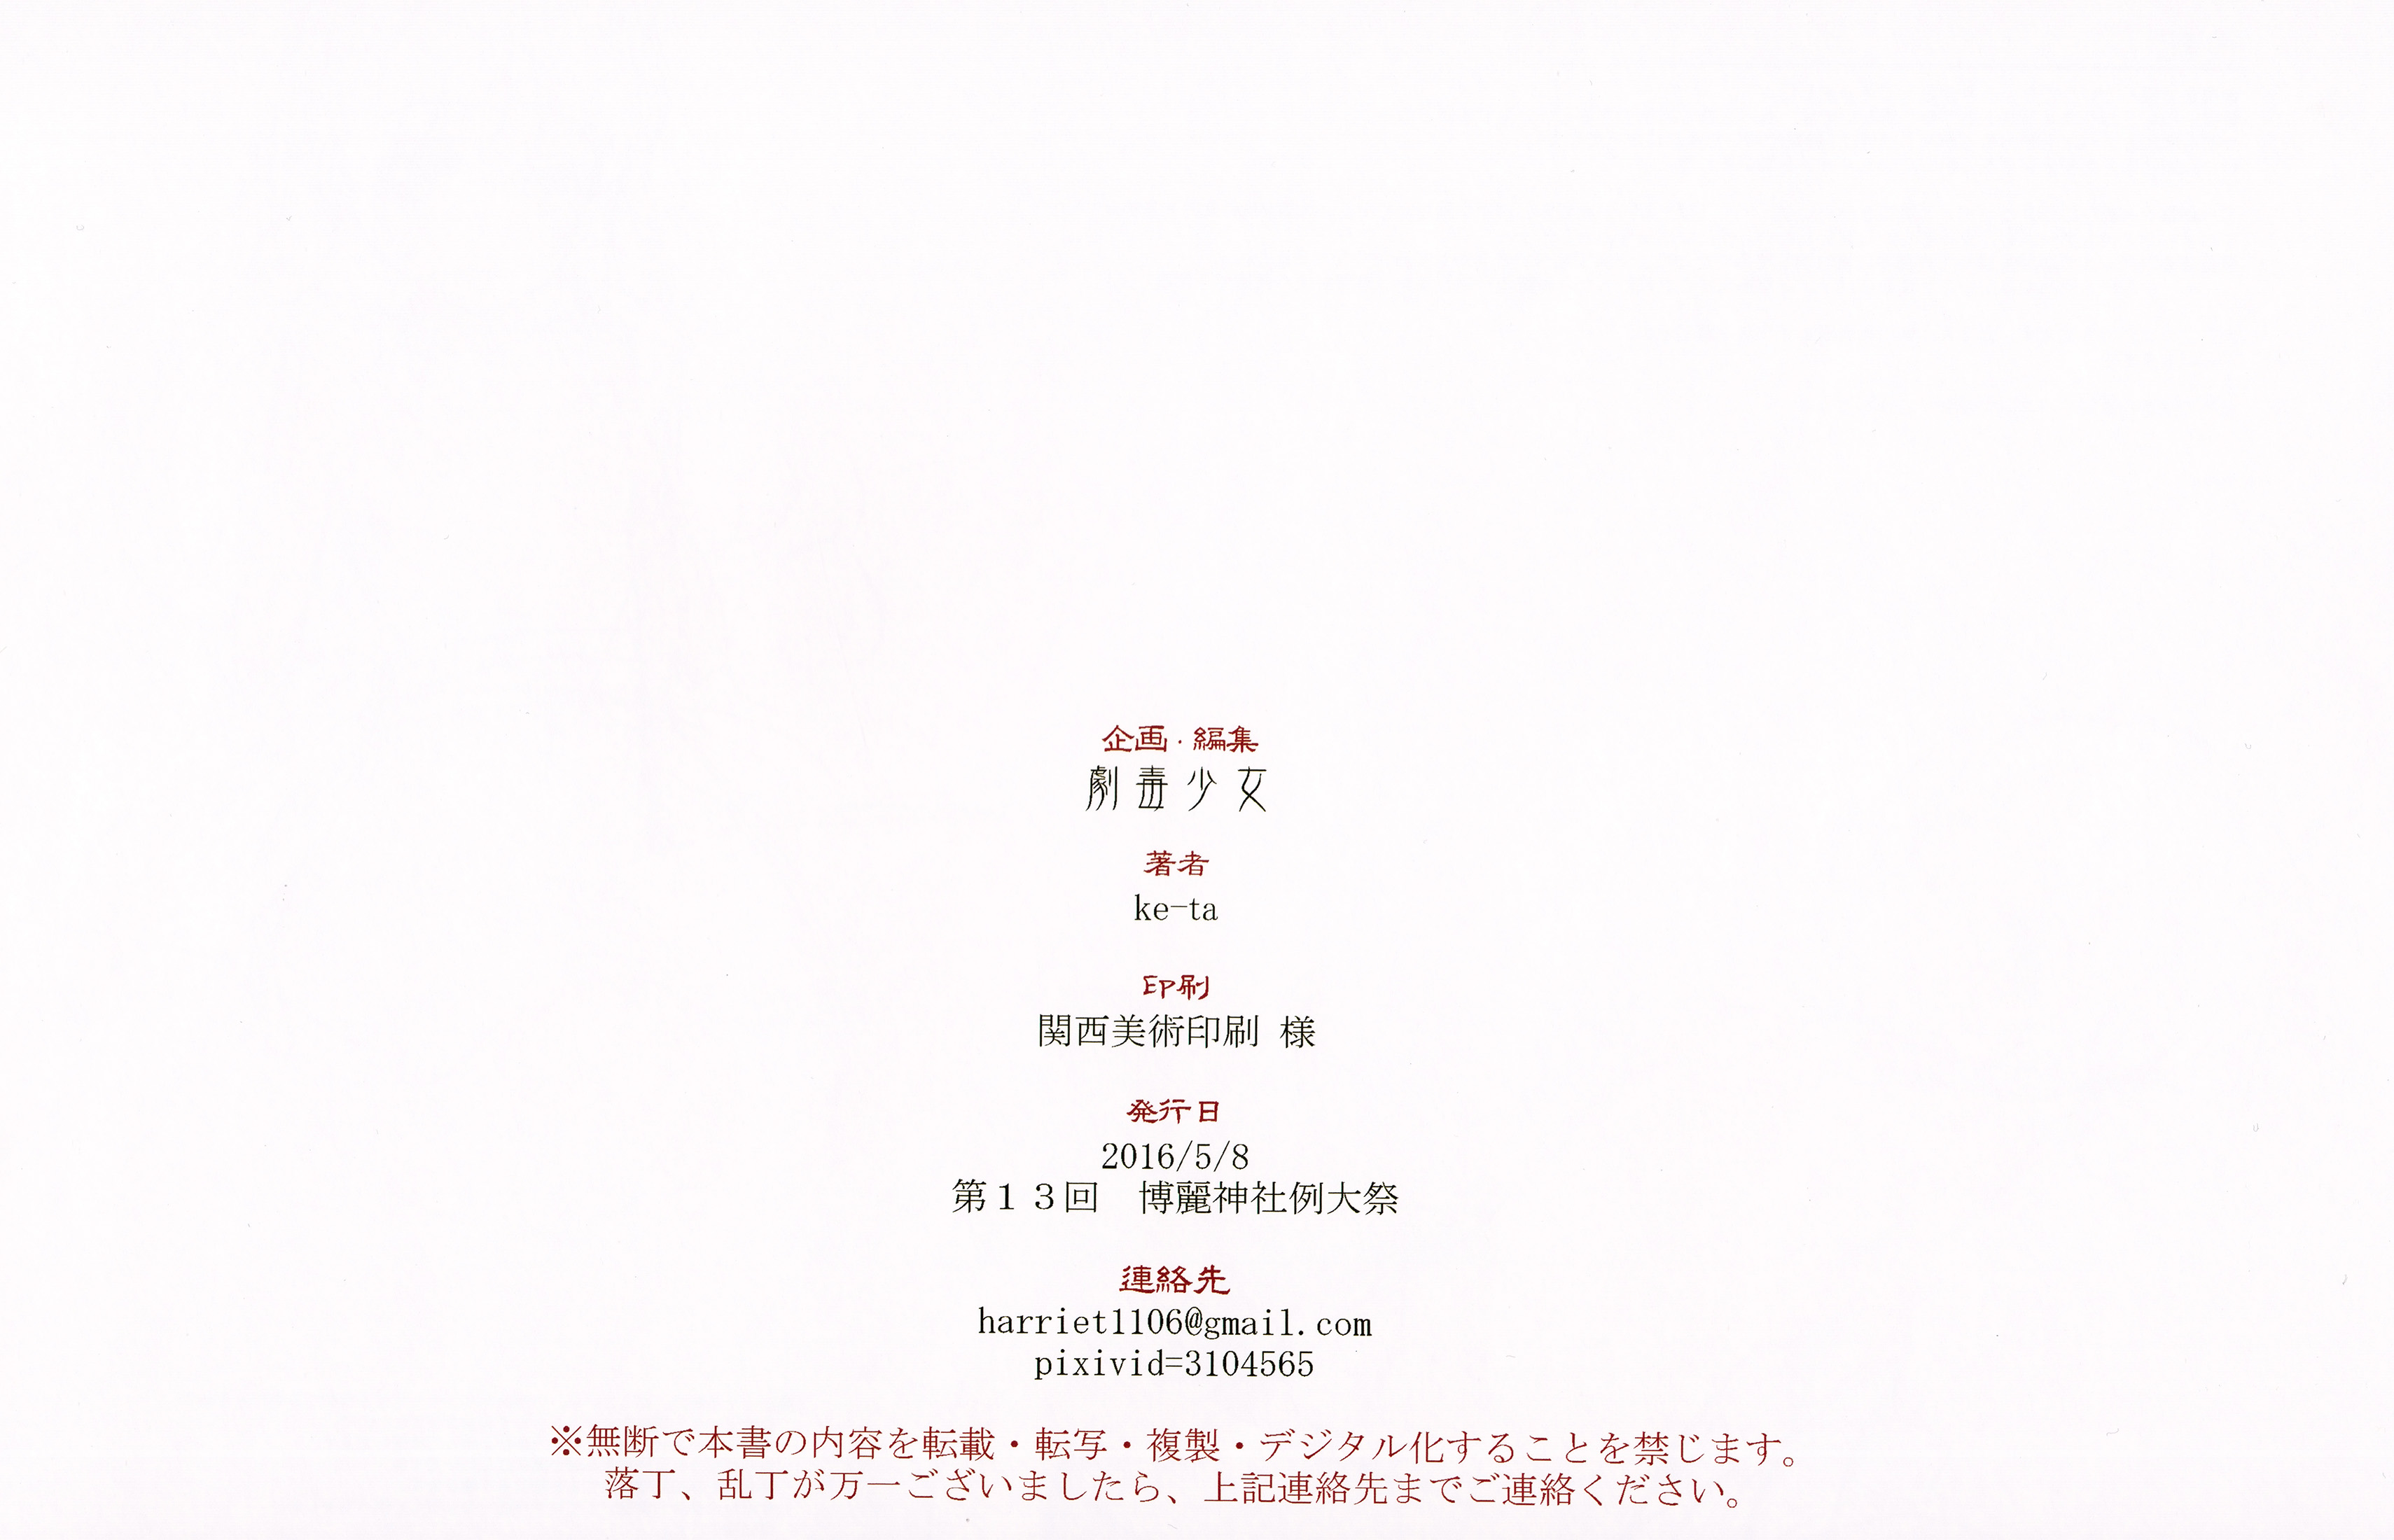 企画・編集
劇毒少女
著者
ke-ta
印刷
関西美術印刷 様
発行日
2016/5/8
第１３回　博麗神社例大祭
連絡先
harriet1106@gmail.com
pixivid=3104565
※無断で本書の内容を転載・転写・複製・デジタル化することを禁じます。
落丁、乱丁が万一ございましたら、上記連絡先までご連絡ください。